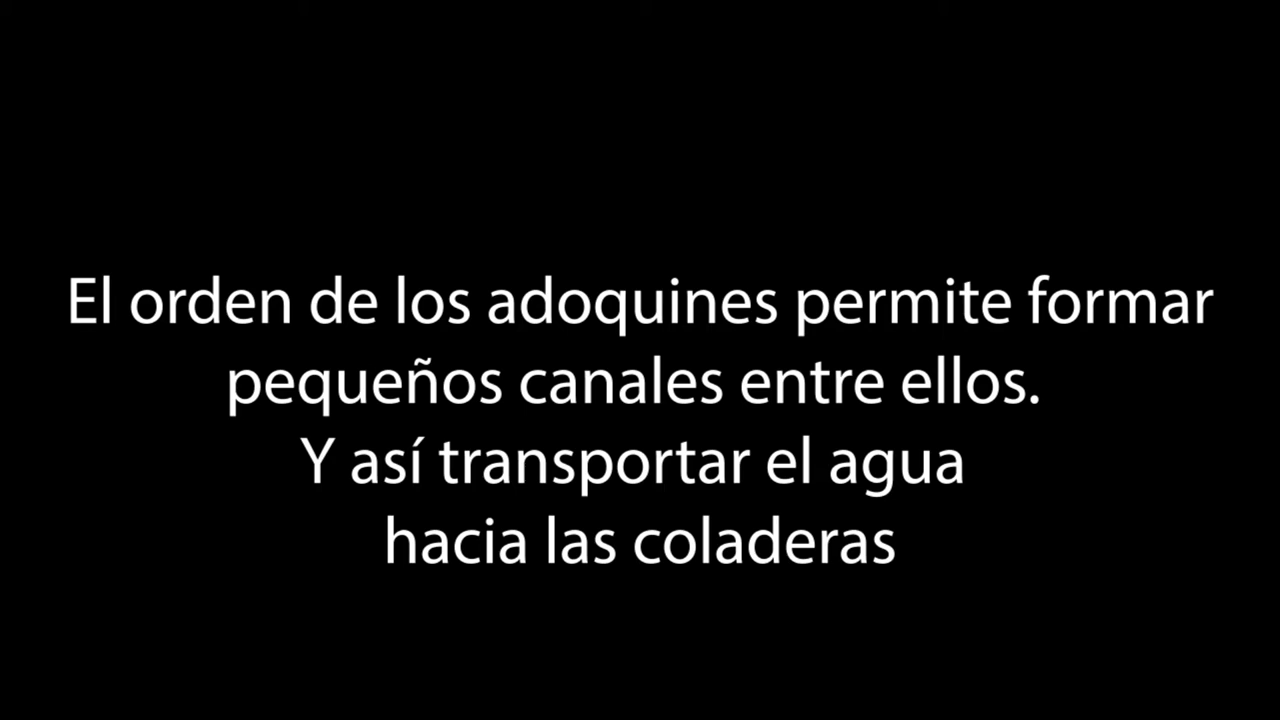 El orden de los adoquines permite formar
pequeños canales entre ellos.
Y así transportar el agua
hacia las coladeras